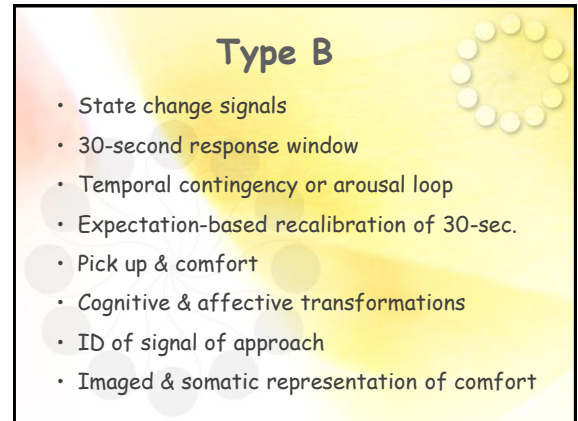 Type B
• State change signals
• 30-second response window
• Temporal contingency or arousal loop
• Expectation-based recalibration of 30-sec.
• Pick up & comfort
• Cognitive & affective transformations
• ID of signal of approach
• Imaged & somatic representation of comfort